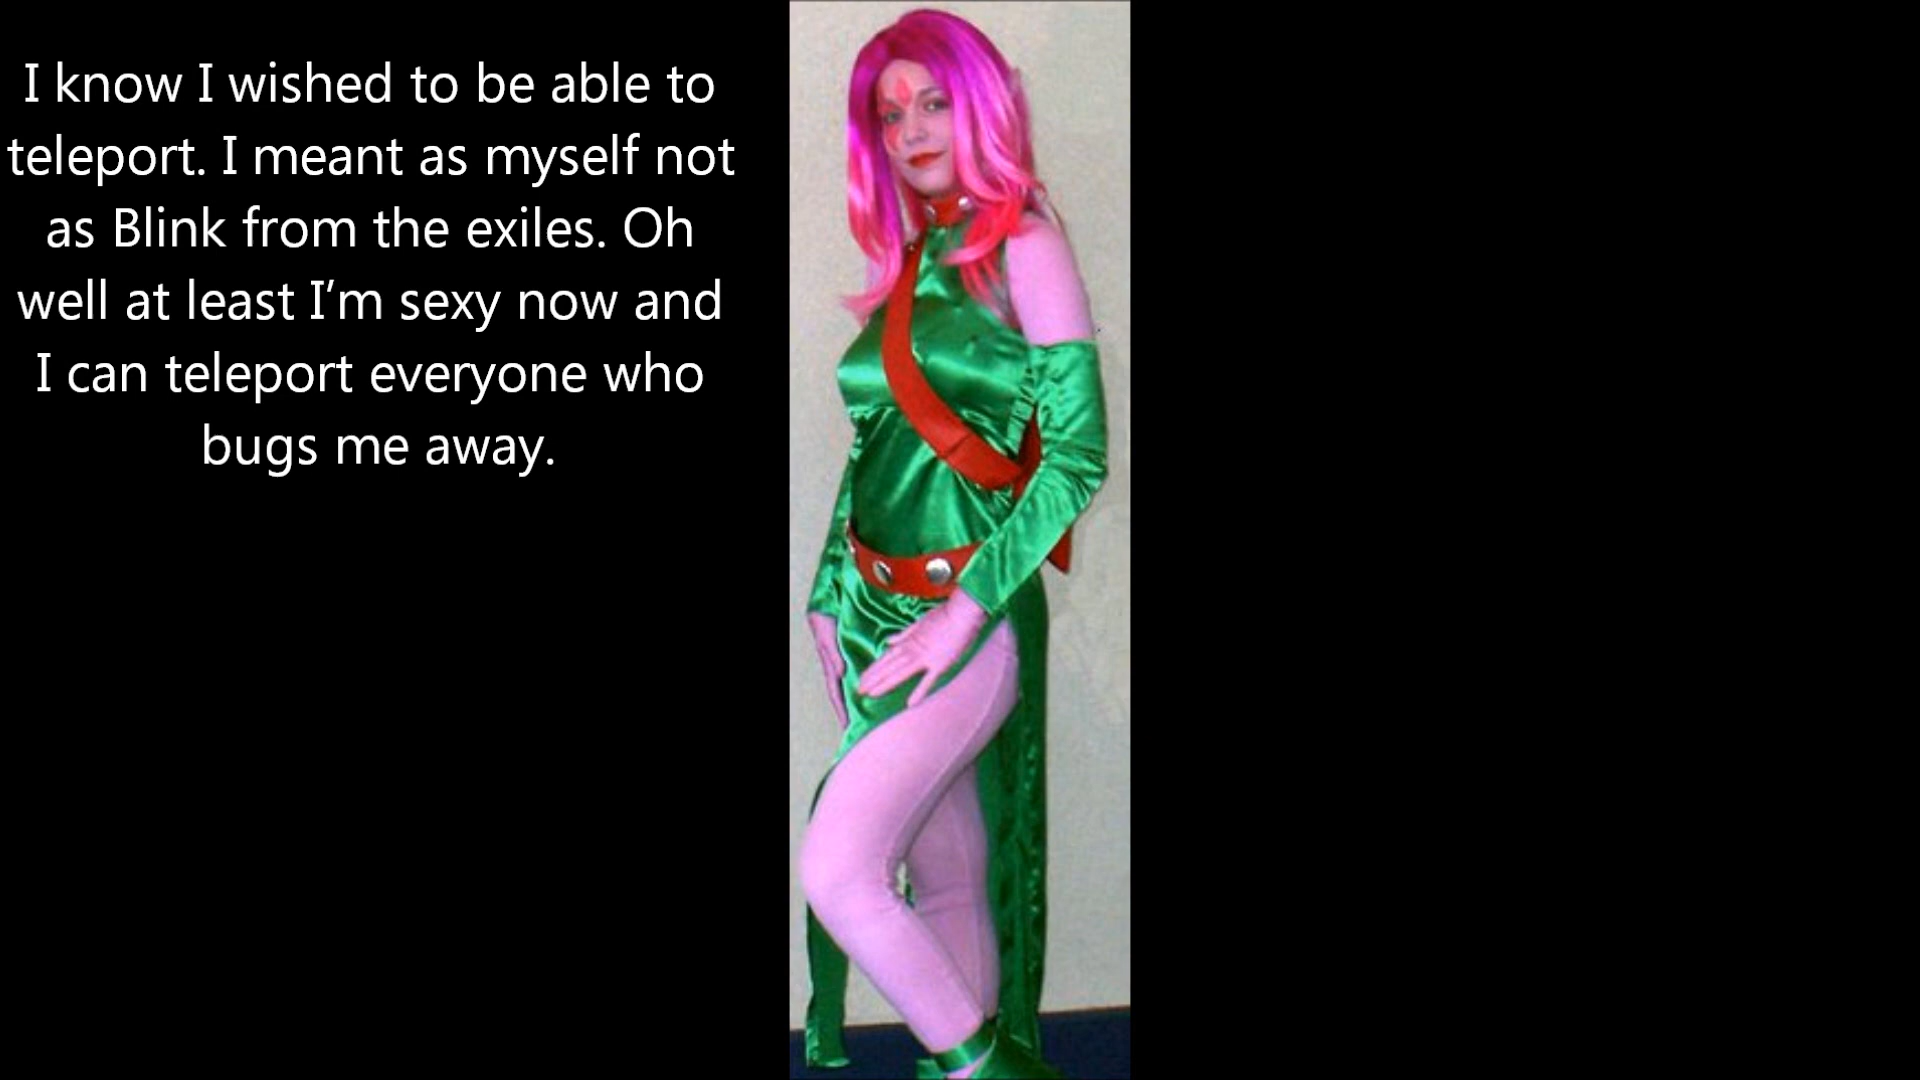 I know I wished to be able to
teleport. I meant as myself not
as Blink from the exiles. Oh
well at least I’m sexy now and
I can teleport everyone who
bugs me away.